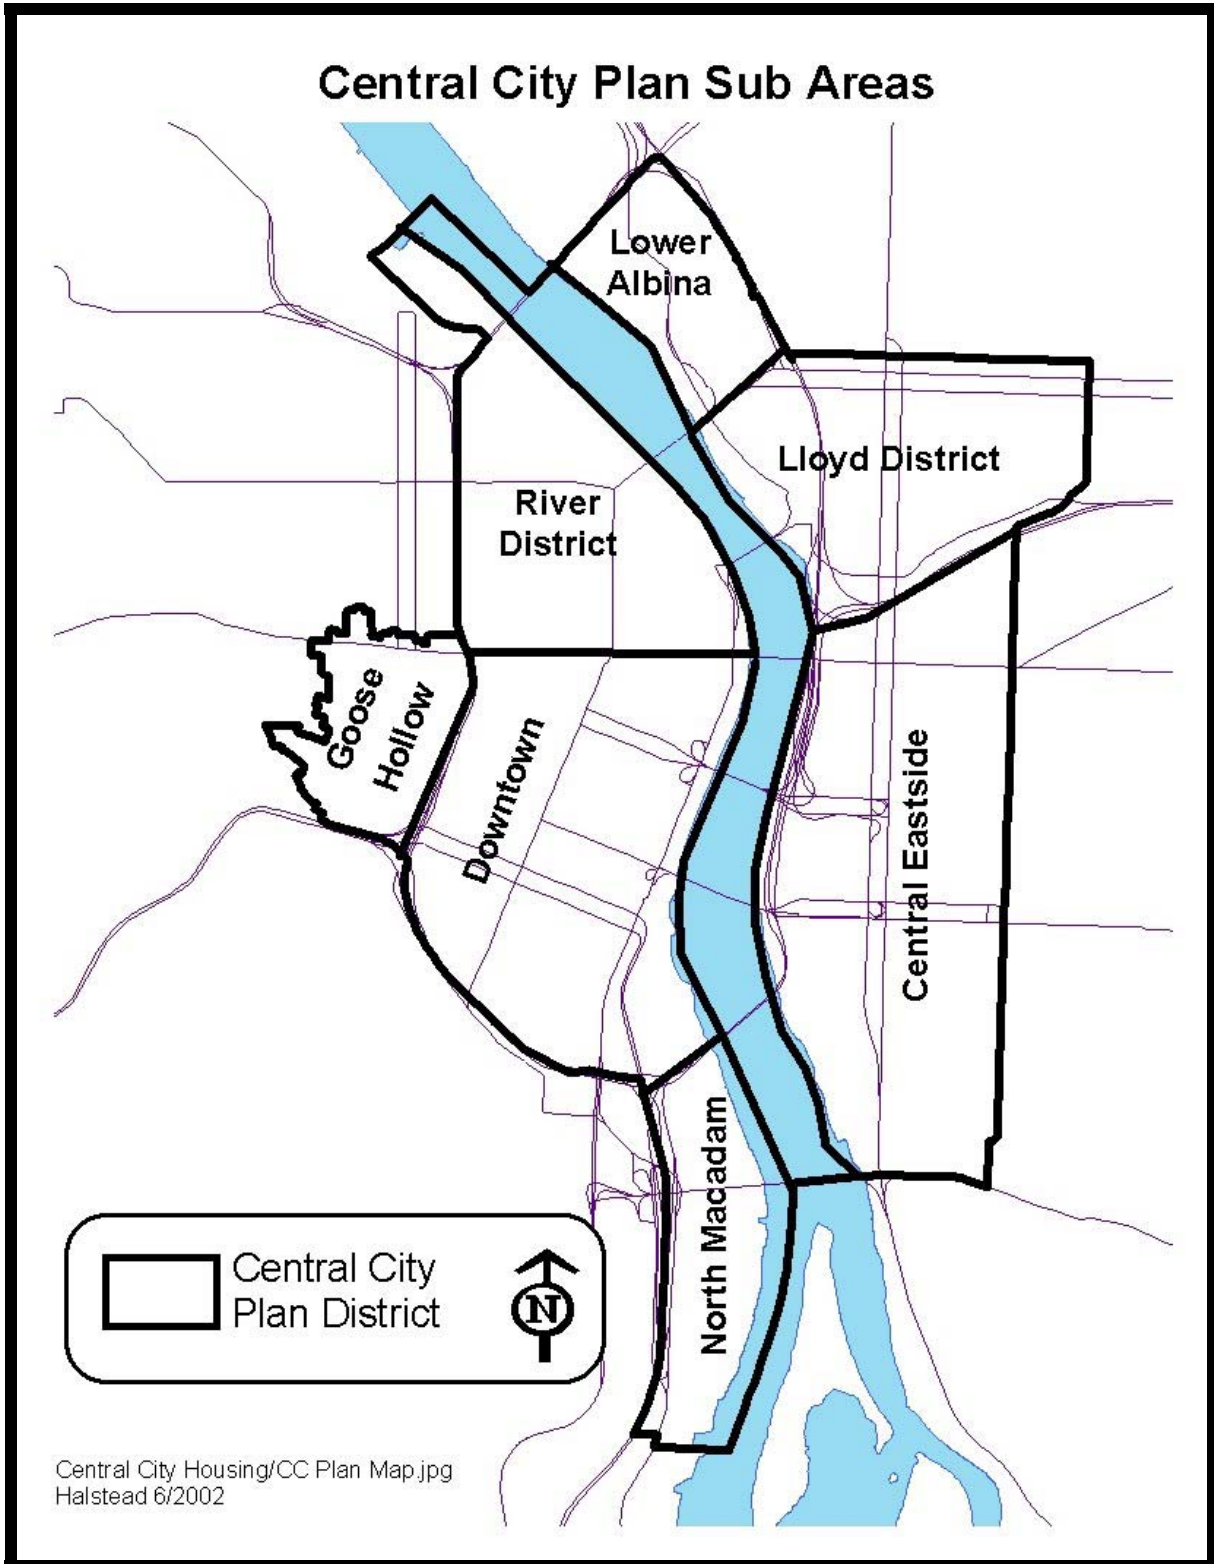 Central City Plan Sub Areas
Lower
Albina
Lloyd District
River
District
Goose
Hollow
Downtown
Central Eastside
North Macadam
Central City
Plan District
N
Central City Housing/CC Plan Map.jpg
Halstead 6/2002